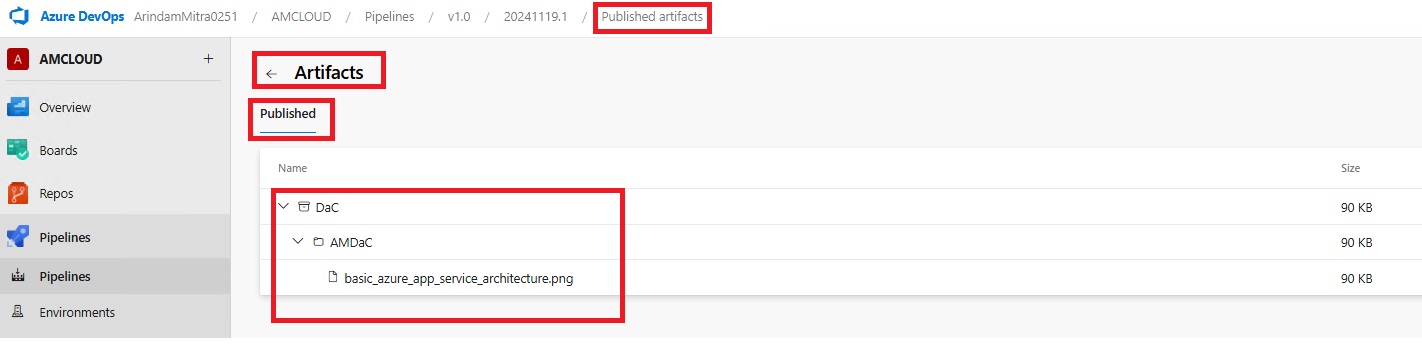 Azure DevOps ArindamMitra0251 / AMCLOUD / Pipelines / v1.0 / 20241119.1 / Published artifacts
A AMCLOUD +
← Artifacts
Published
Overview
Boards
Repos
Pipelines
Pipelines
Environments
Name Size
DaC 90 KB
AMDaC 90 KB
basic_azure_app_service_architecture.png 90 KB